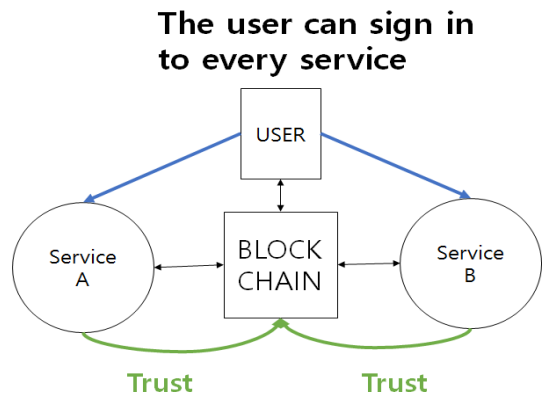 The user can sign in
to every service
USER
Service
A
BLOCK
CHAIN
Service
B
Trust
Trust